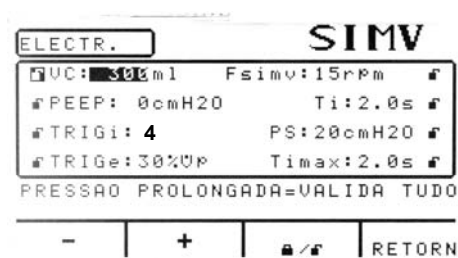 ELECTR. SIMV
VC: 300ml Fsimv:15rpm
PEEP: 0cmH2O Ti:2.0s
TRIGi: 4 PS:20cmH2O
TRIGe:30%Vp Timax:2.0s
PRESSAO PROLONGADA=VALIDA TUDO
- + / RETORN